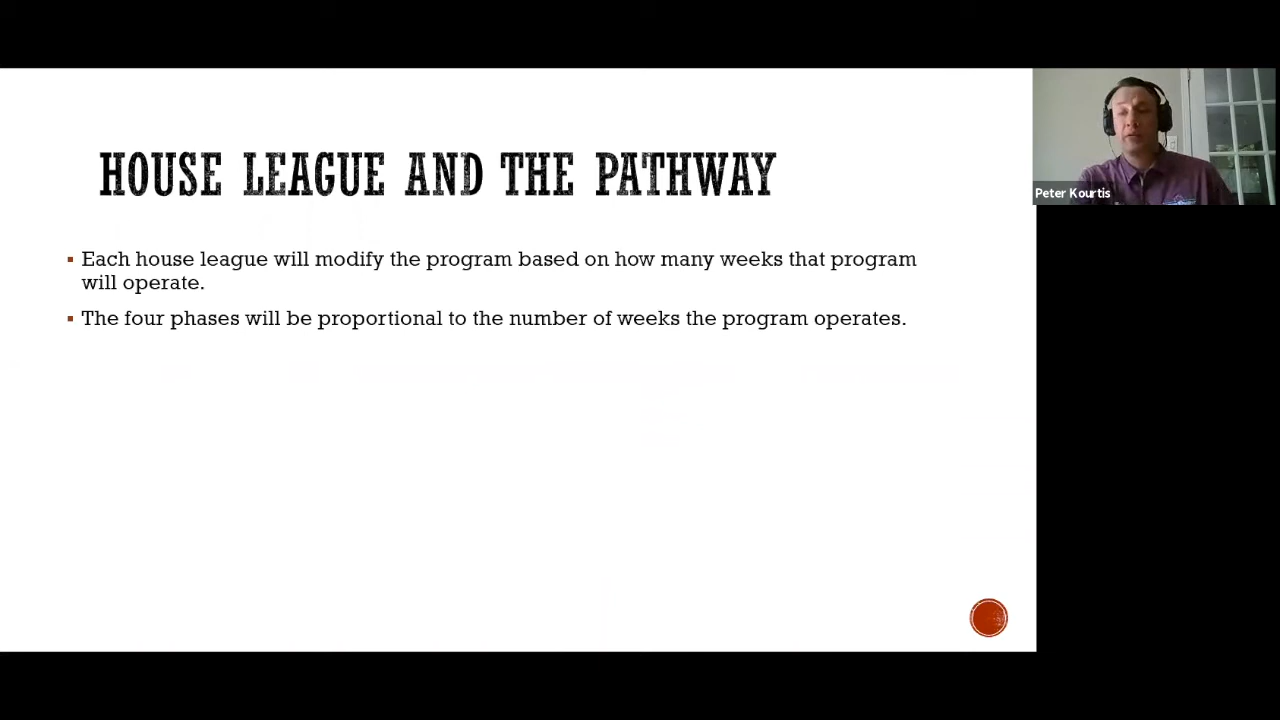 HOUSE LEAGUE AND THE PATHWAY
Each house league will modify the program based on how many weeks that program
will operate.
The four phases will be proportional to the number of weeks the program operates.
Peter Kourtis